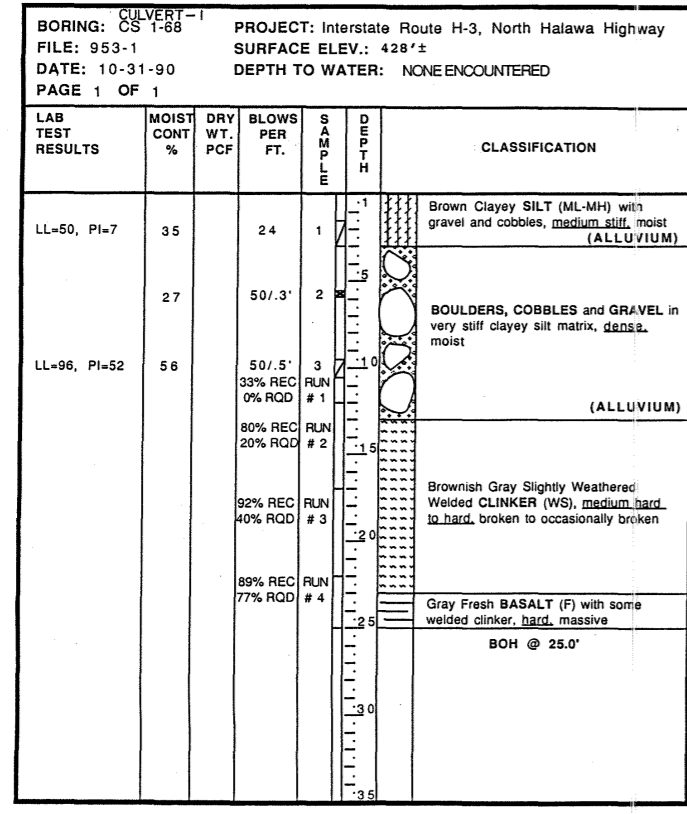 CULVERT-I
BORING: CS 1-68 PROJECT: Interstate Route H-3, North Halawa Highway
FILE: 953-1 SURFACE ELEV.: 428'±
DATE: 10-31-90 DEPTH TO WATER: NONE ENCOUNTERED
PAGE 1 OF 1
LAB TEST RESULTS
MOIST CONT %
DRY WT. PCF
BLOWS PER FT.
SAMPLE
DEPTH
CLASSIFICATION
1
Brown Clayey SILT (ML-MH) with
gravel and cobbles, medium stiff, moist
(ALLUVIUM)
LL=50, PI=7 35 24 1
5
27 50/.3' 2
BOULDERS, COBBLES and GRAVEL in
very stiff clayey silt matrix, dense,
moist
LL=96, PI=52 56 50/.5' 3
10
33% REC RUN
0% RQD # 1
(ALLUVIUM)
80% REC RUN
20% RQD # 2
15
Brownish Gray Slightly Weathered
Welded CLINKER (WS), medium hard
to hard, broken to occasionally broken
92% REC RUN
40% RQD # 3
20
89% REC RUN
77% RQD # 4
Gray Fresh BASALT (F) with some
welded clinker, hard, massive
25
BOH @ 25.0'
30
35